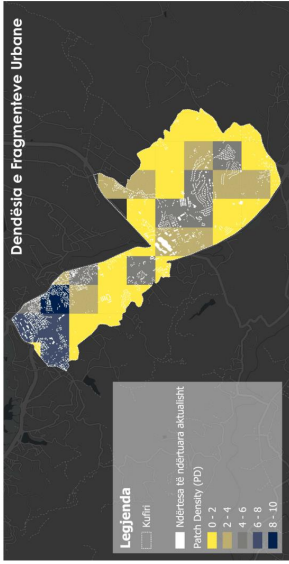 Dendësia e Fragmenteve Urbane
Legjenda
Kufiri
Ndërtesa të ndërtuara aktualisht
Patch Density (PD)
0 - 2
2 - 4
4 - 6
6 - 8
8 - 10